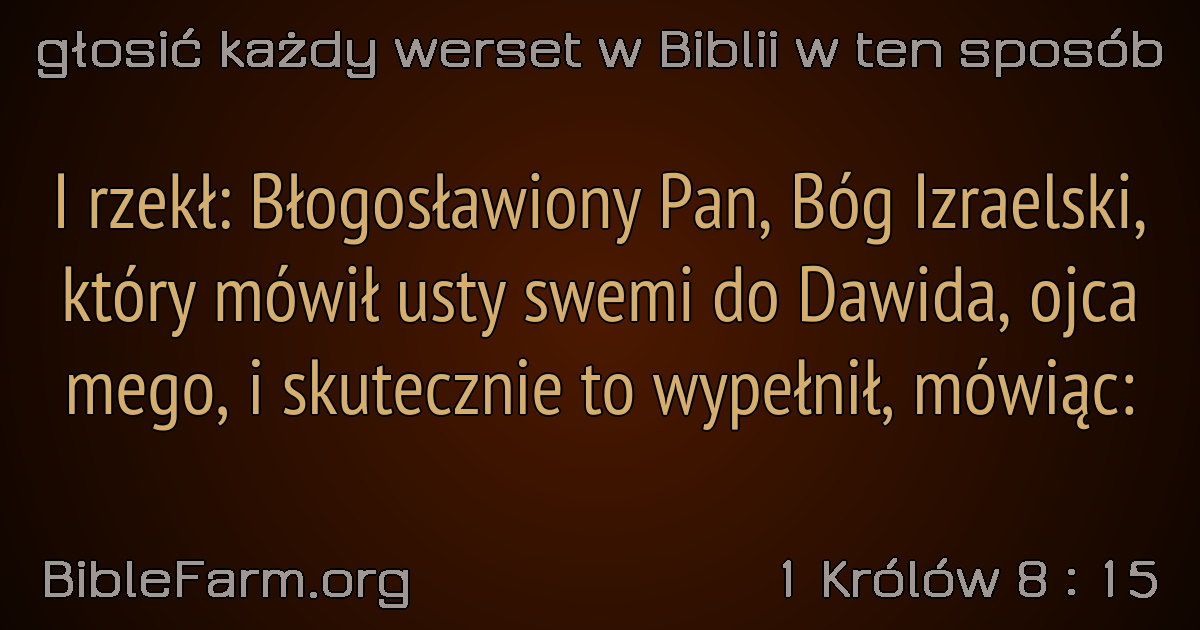 głosić każdy werset w Biblii w ten sposób
I rzekł: Błogosławiony Pan, Bóg Izraelski,
który mówił usty swemi do Dawida, ojca
mego, i skutecznie to wypełnił, mówiąc:
BibleFarm.org
1 Królów 8 : 15